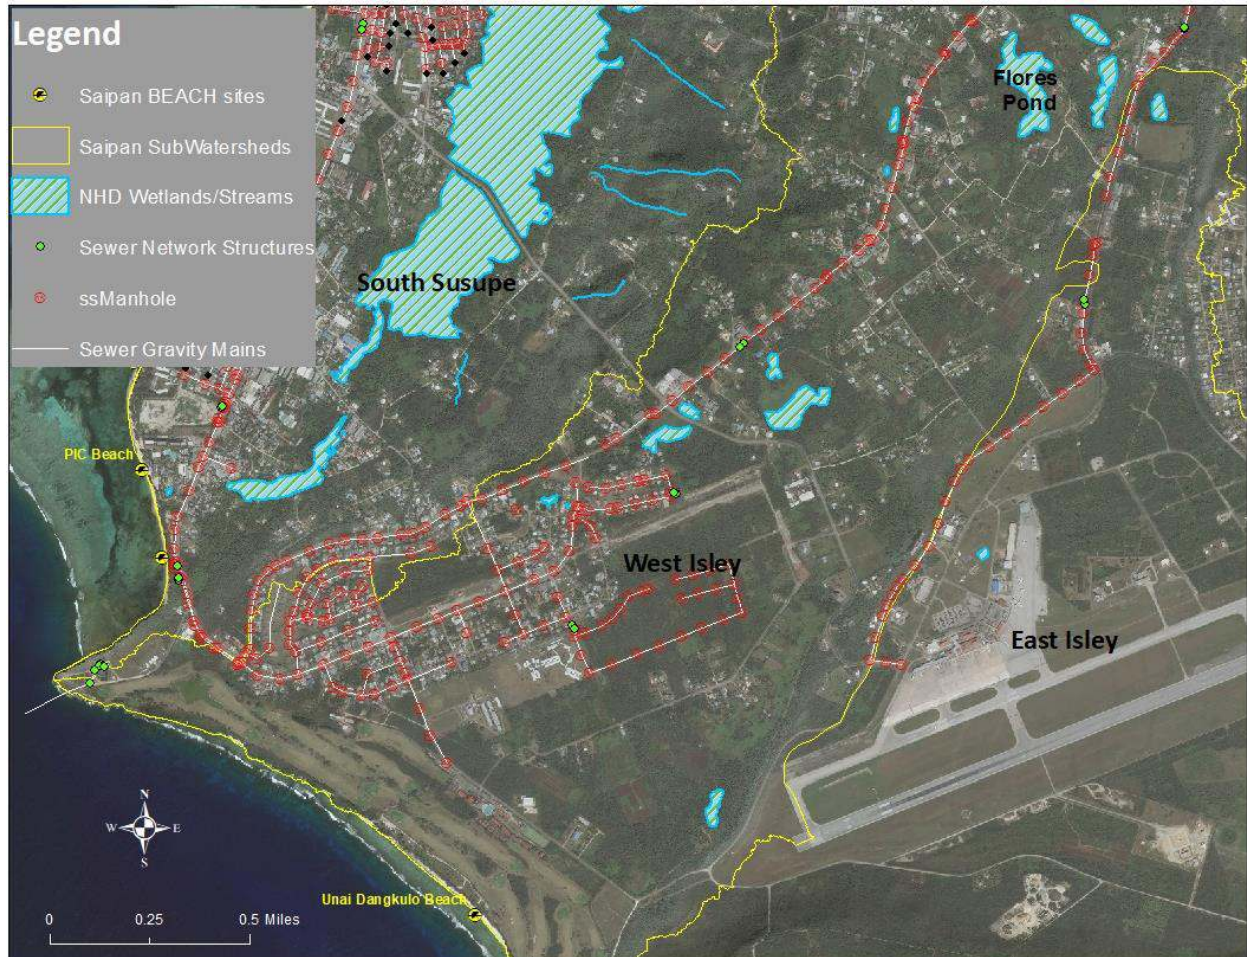 Legend
Saipan BEACH sites
Saipan SubWatersheds
NHD Wetlands/Streams
Sewer Network Structures
ssManhole
Sewer Gravity Mains
Flores
Pond
South Susupe
PIC Beach
West Isley
East Isley
Unai Dangkulo Beach
N
W
E
S
0
0.25
0.5 Miles